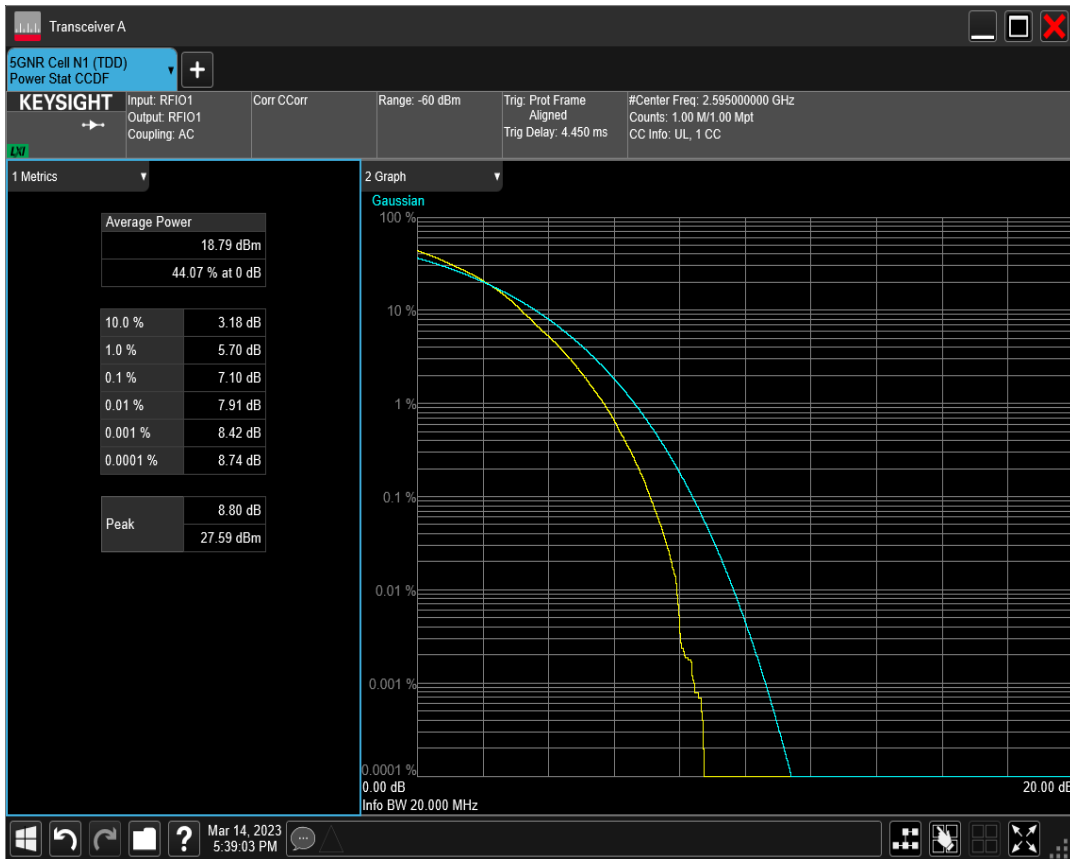 Transceiver A
5GNR Cell N1 (TDD)
Power Stat CCDF
+
KEYSIGHT
LXI
Input: RFIO1
Output: RFIO1
Coupling: AC
Corr CCorr
Range: -60 dBm
Trig: Prot Frame
Aligned
Trig Delay: 4.450 ms
#Center Freq: 2.595000000 GHz
Counts: 1.00 M/1.00 Mpt
CC Info: UL, 1 CC
1 Metrics
Average Power
18.79 dBm
44.07 % at 0 dB
10.0 % 3.18 dB
1.0 % 5.70 dB
0.1 % 7.10 dB
0.01 % 7.91 dB
0.001 % 8.42 dB
0.0001 % 8.74 dB
Peak
8.80 dB
27.59 dBm
2 Graph
Gaussian
100 %
10 %
1 %
0.1 %
0.01 %
0.001 %
0.0001 %
0.00 dB 20.00 dB
Info BW 20.000 MHz
?
Mar 14, 2023
5:39:03 PM